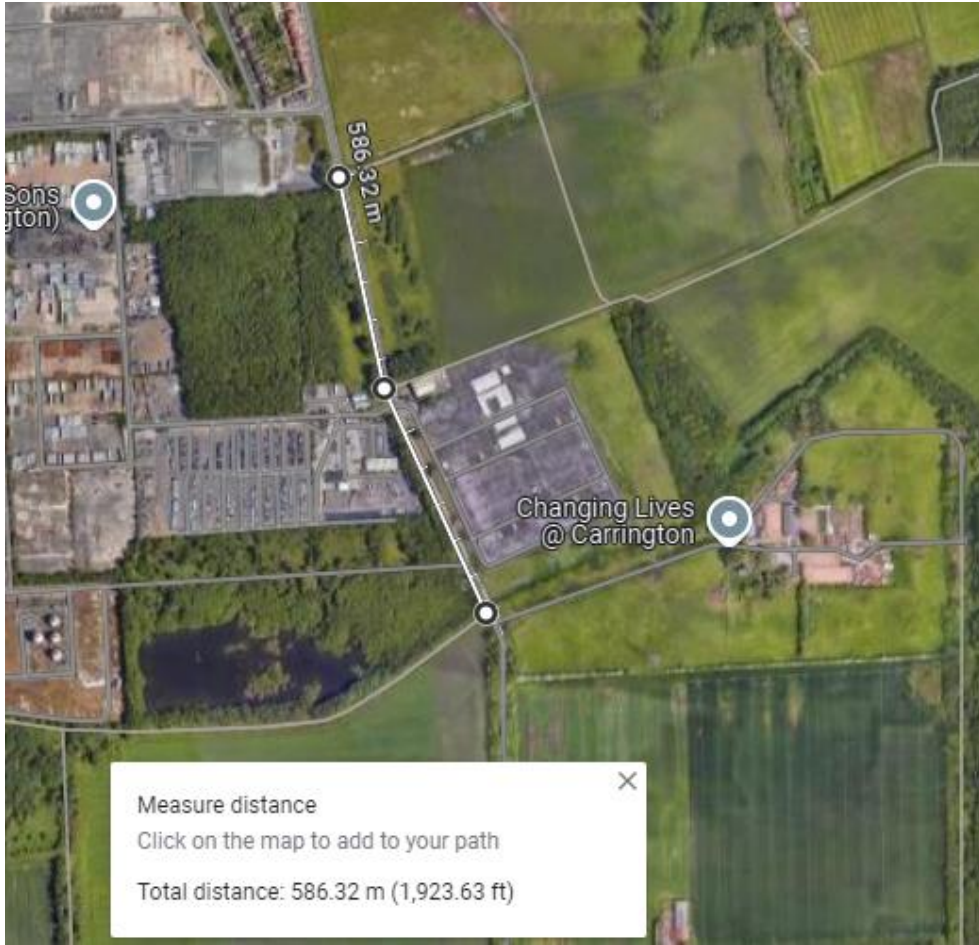 586.32 m
Sons
gton)
Changing Lives
@ Carrington
Measure distance
Click on the map to add to your path
Total distance: 586.32 m (1,923.63 ft)